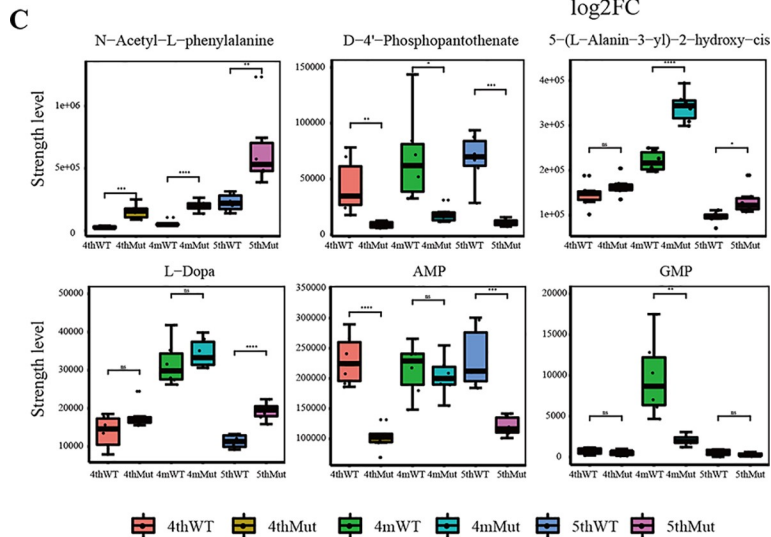 log2FC
C
N-Acetyl-L-phenylalanine
D-4'-Phosphopantothenate
5-(L-Alanin-3-yl)-2-hydroxy-cis
Strength level
1e+06
5e+05
0
*** **** **
4thWT 4thMut 4mWT 4mMut 5thWT 5thMut
150000
100000
50000
0
** * ***
4thWT 4thMut 4mWT 4mMut 5thWT 5thMut
4e+05
3e+05
2e+05
1e+05
ns **** *
4thWT 4thMut 4mWT 4mMut 5thWT 5thMut
L-Dopa
AMP
GMP
Strength level
50000
40000
30000
20000
10000
ns ns ****
4thWT 4thMut 4mWT 4mMut 5thWT 5thMut
350000
300000
250000
200000
150000
100000
**** ns ***
4thWT 4thMut 4mWT 4mMut 5thWT 5thMut
20000
15000
10000
5000
0
ns ** ns
4thWT 4thMut 4mWT 4mMut 5thWT 5thMut
4thWT 4thMut 4mWT 4mMut 5thWT 5thMut